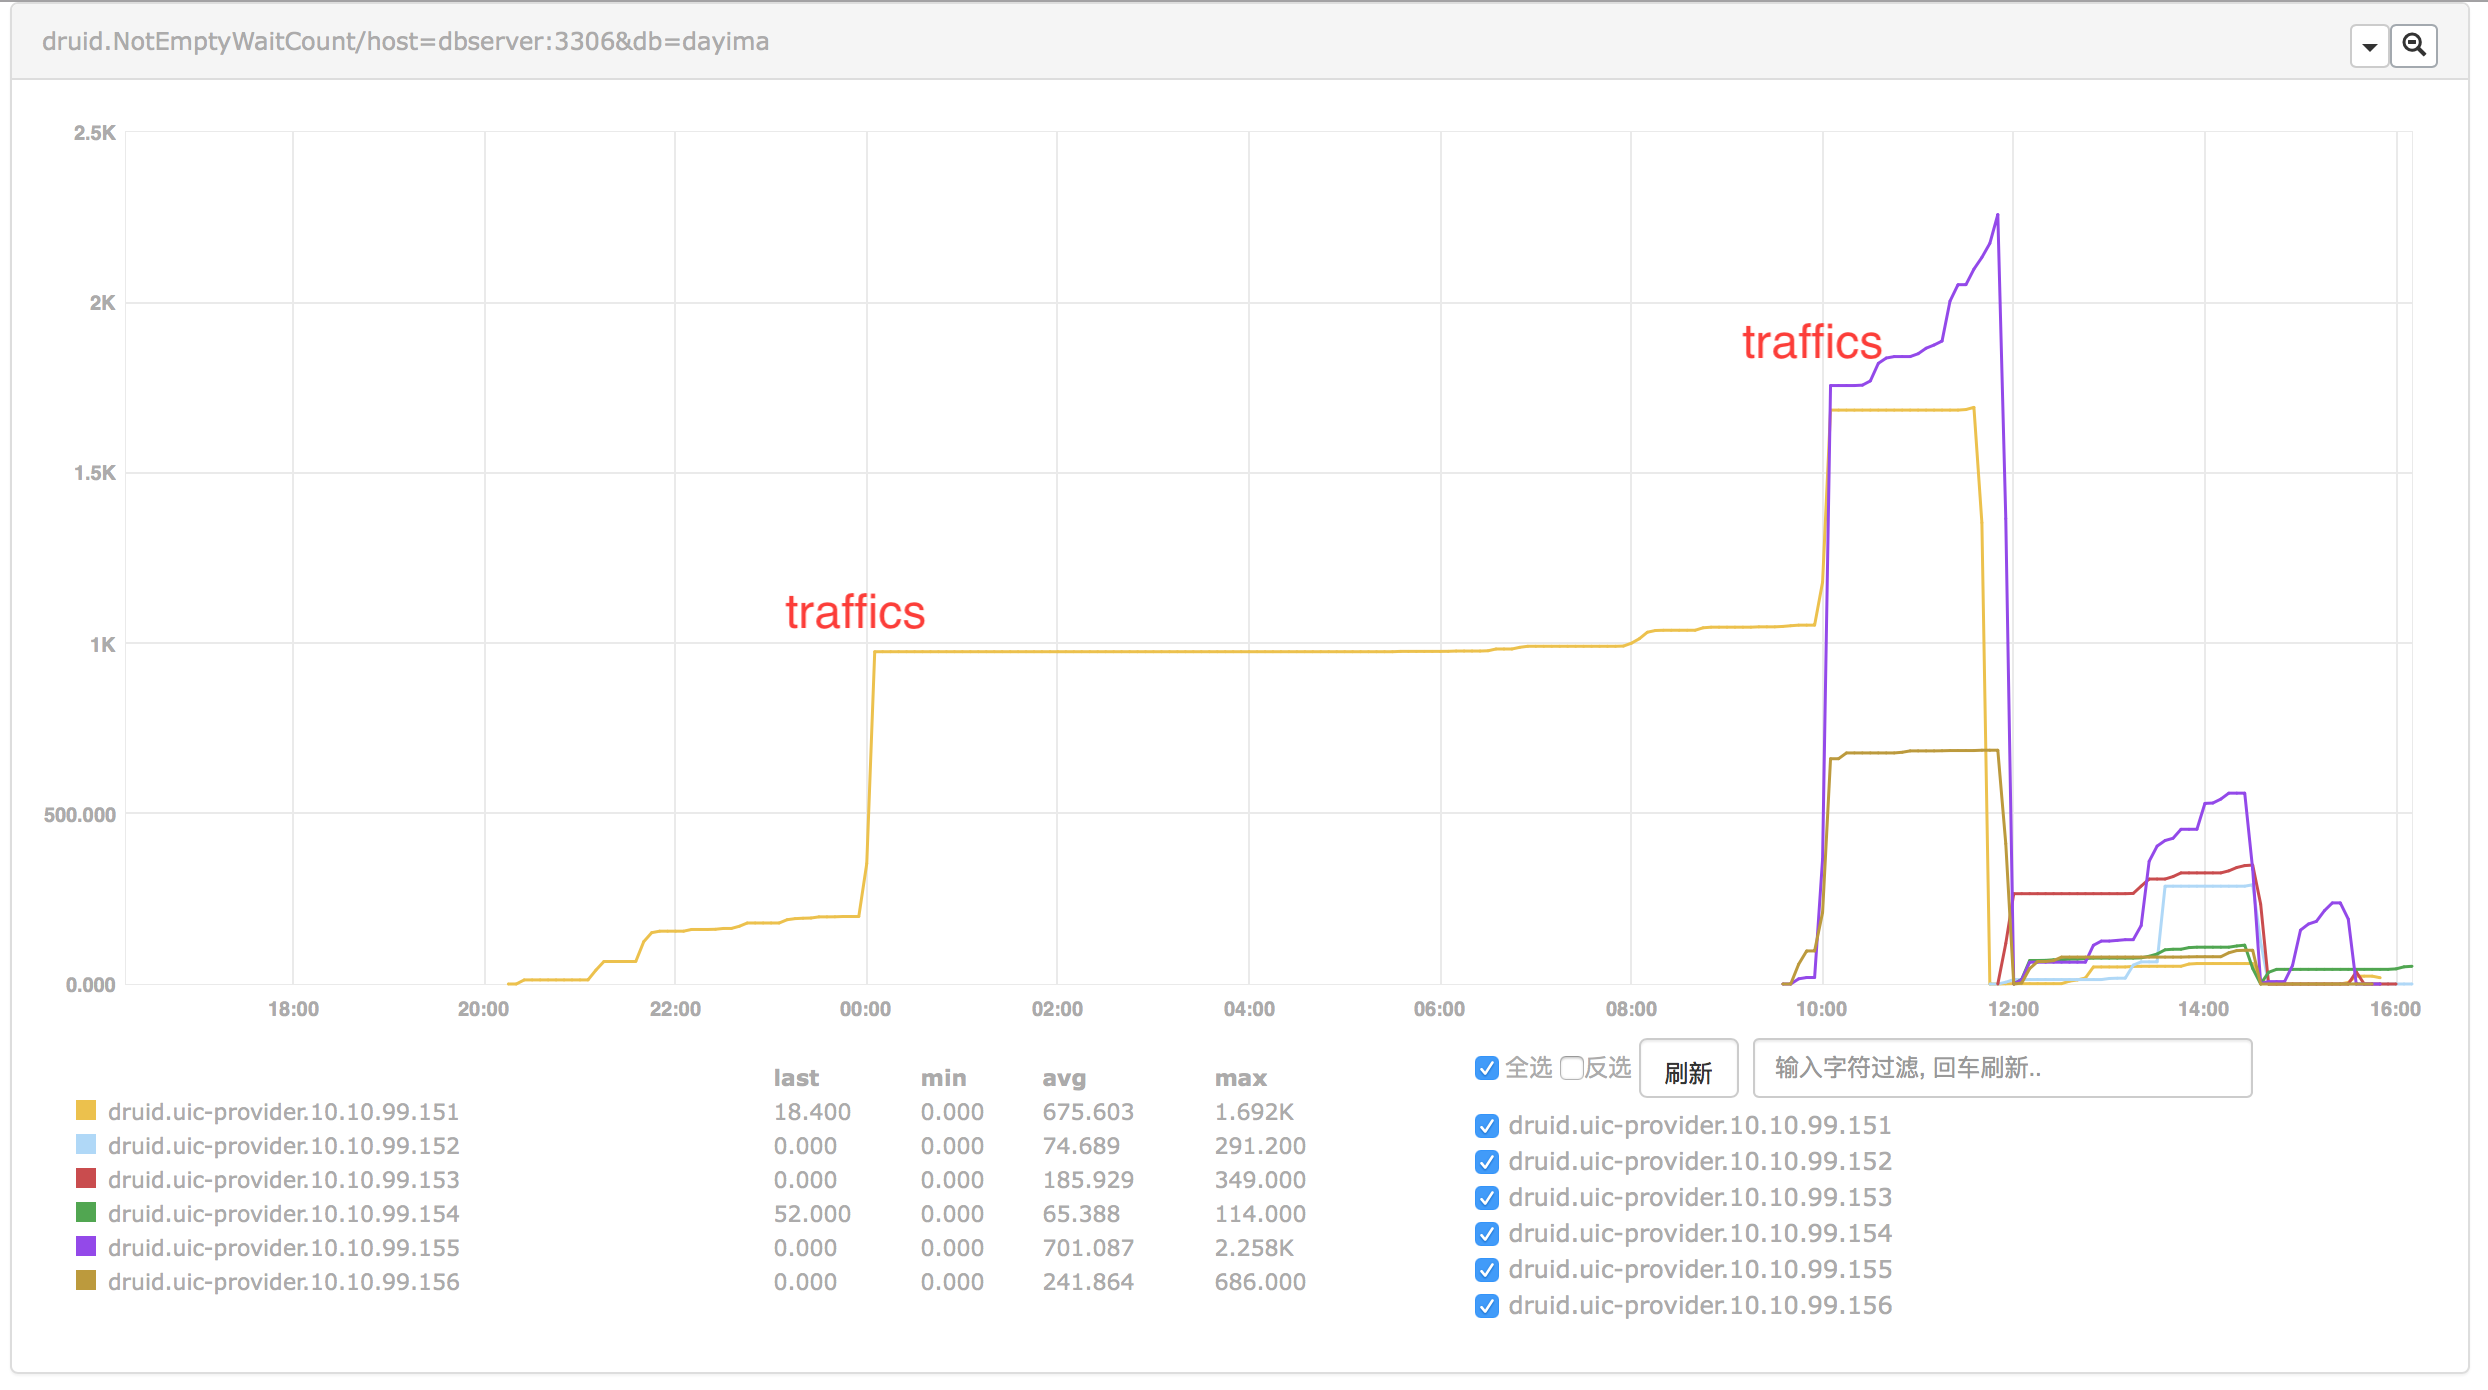 druid.NotEmptyWaitCount/host=dbserver:3306&db=dayima
2.5K
2K
1.5K
1K
500.000
0.000
traffics
traffics
18:00 20:00 22:00 00:00 02:00 04:00 06:00 08:00 10:00 12:00 14:00 16:00
last min avg max
druid.uic-provider.10.10.99.151 18.400 0.000 675.603 1.692K
druid.uic-provider.10.10.99.152 0.000 0.000 74.689 291.200
druid.uic-provider.10.10.99.153 0.000 0.000 185.929 349.000
druid.uic-provider.10.10.99.154 52.000 0.000 65.388 114.000
druid.uic-provider.10.10.99.155 0.000 0.000 701.087 2.258K
druid.uic-provider.10.10.99.156 0.000 0.000 241.864 686.000
全选 反选 刷新 输入字符过滤, 回车刷新..
druid.uic-provider.10.10.99.151
druid.uic-provider.10.10.99.152
druid.uic-provider.10.10.99.153
druid.uic-provider.10.10.99.154
druid.uic-provider.10.10.99.155
druid.uic-provider.10.10.99.156